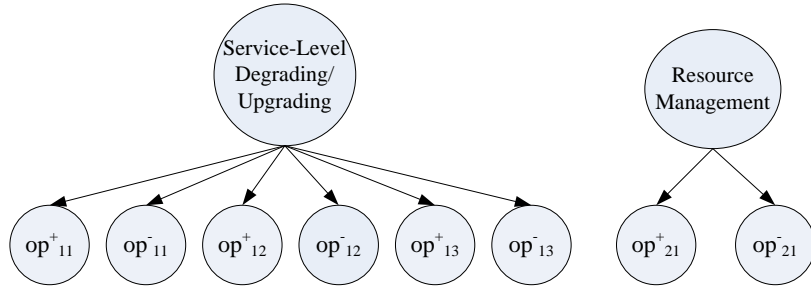 Service-Level
Degrading/
Upgrading
Resource
Management
op⁺₁₁
op⁻₁₁
op⁺₁₂
op⁻₁₂
op⁺₁₃
op⁻₁₃
op⁺₂₁
op⁻₂₁